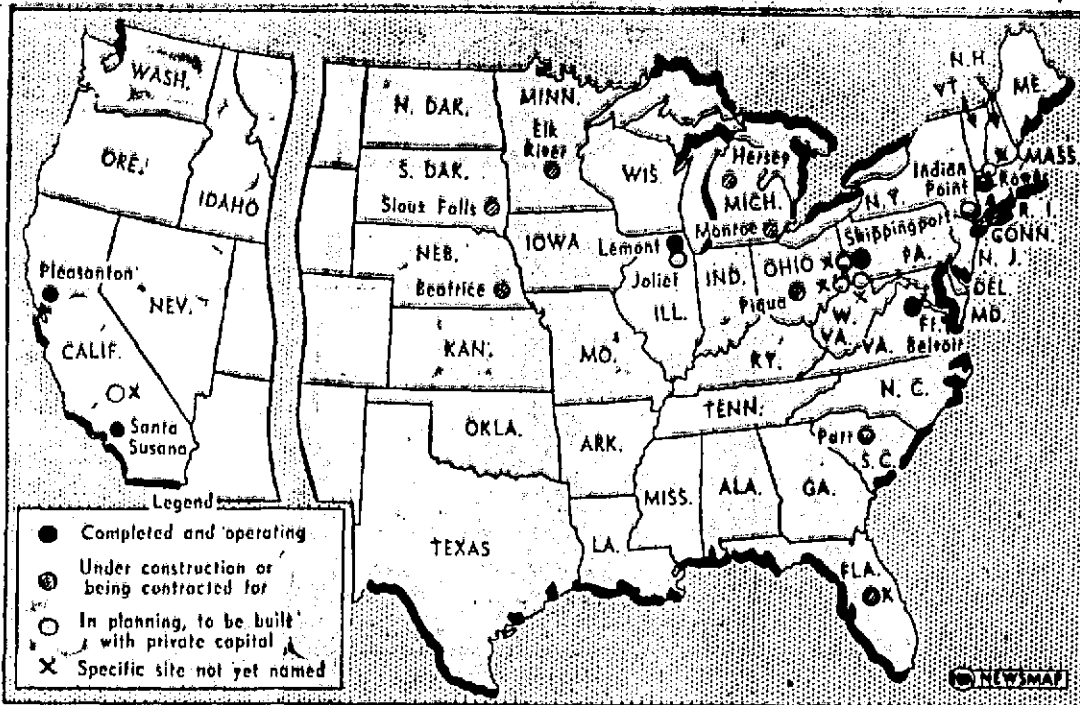 WASH.
ORE.
IDAHO
Pleasanton
NEV.
CALIF.
X
Santa
Susana
N. DAK.
S. DAK.
Sioux Falls
NEB.
Beatrice
KAN.
OKLA.
TEXAS
MINN.
Elk
River
IOWA
MO.
ARK.
LA.
WIS.
Lemont
Joliet
ILL.
Hersey
MICH.
Monroe
IND.
OHIO
X
X
X
Piqua
KY.
TENN.
MISS.
ALA.
GA.
N.H.
VT.
ME.
X
MASS.
Rowe
Indian
Point
N.Y.
R. I.
CONN.
N. J.
Shippingport
PA.
DEL.
MD.
W.
VA.
VA.
Ft.
Belvoir
N. C.
Parr
S.C.
FLA.
X
Legend
Completed and operating
Under construction or
being contracted for
In planning, to be built
with private capital
X Specific site not yet named
NEWSMAP